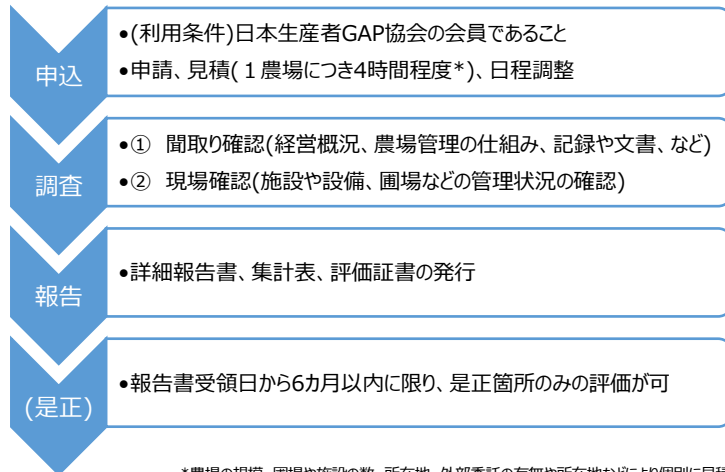 申込
•(利用条件)日本生産者GAP協会の会員であること
•申請、見積(１農場につき4時間程度*)、日程調整
調査
•① 聞取り確認(経営概況、農場管理の仕組み、記録や文書、など)
•② 現場確認(施設や設備、圃場などの管理状況の確認)
報告
•詳細報告書、集計表、評価証書の発行
(是正)
•報告書受領日から6カ月以内に限り、是正箇所のみの評価が可
*農場の規模、圃場や施設の数、所在地、外部委託の有無や所在地などにより個別に見積